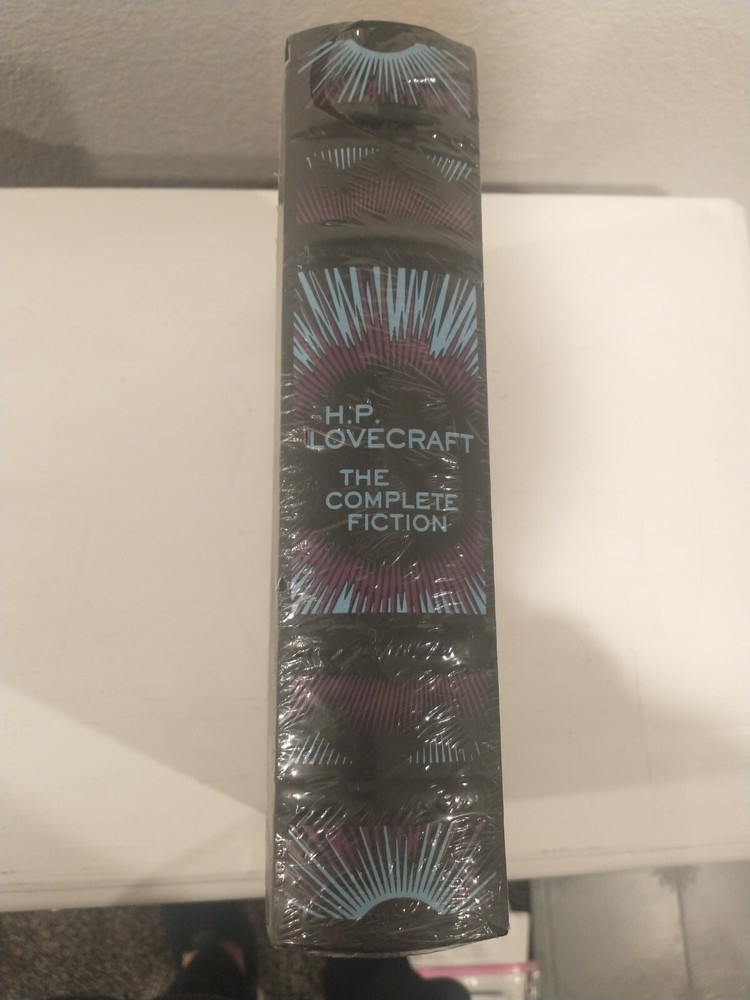 H.P.
LOVECRAFT
THE
COMPLETE
FICTION